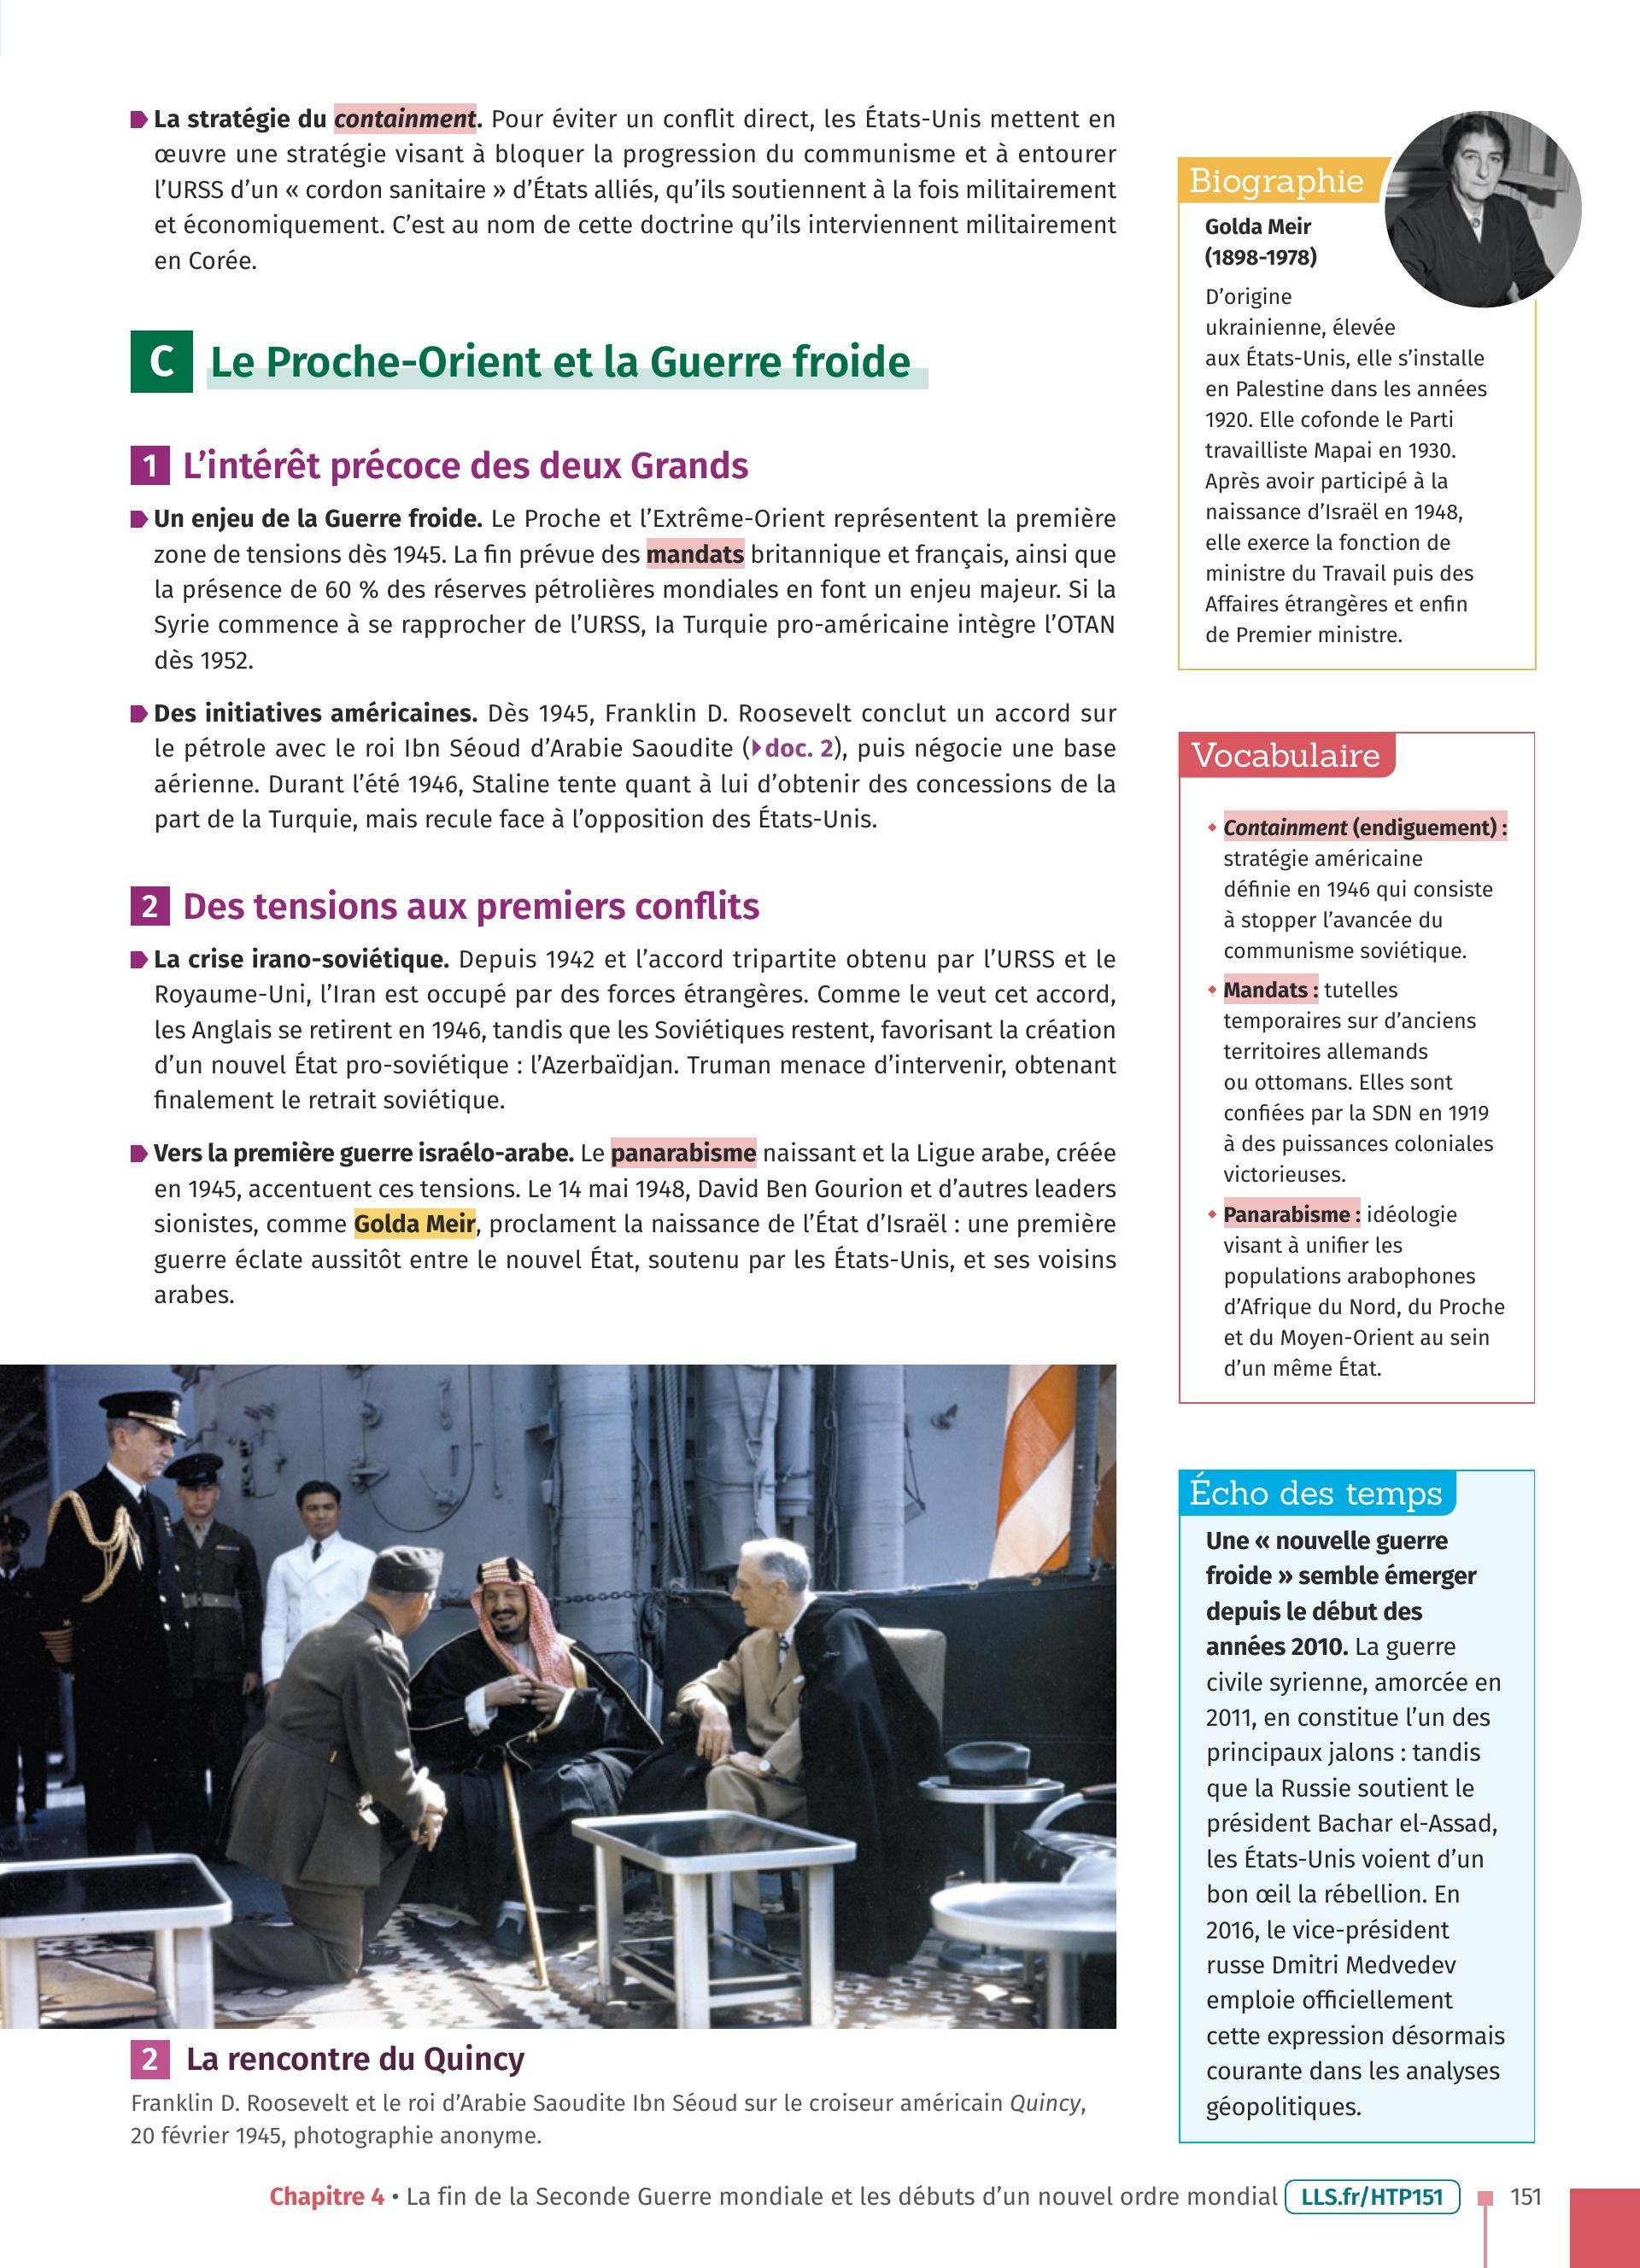 La stratégie du containment. Pour éviter un conflit direct, les États-Unis mettent en
œuvre une stratégie visant à bloquer la progression du communisme et à entourer
l’URSS d’un « cordon sanitaire » d’États alliés, qu’ils soutiennent à la fois militairement
et économiquement. C’est au nom de cette doctrine qu’ils interviennent militairement
en Corée.
C Le Proche-Orient et la Guerre froide
1 L’intérêt précoce des deux Grands
Un enjeu de la Guerre froide. Le Proche et l’Extrême-Orient représentent la première
zone de tensions dès 1945. La fin prévue des mandats britannique et français, ainsi que
la présence de 60 % des réserves pétrolières mondiales en font un enjeu majeur. Si la
Syrie commence à se rapprocher de l’URSS, la Turquie pro-américaine intègre l’OTAN
dès 1952.
Des initiatives américaines. Dès 1945, Franklin D. Roosevelt conclut un accord sur
le pétrole avec le roi Ibn Séoud d’Arabie Saoudite (doc. 2), puis négocie une base
aérienne. Durant l’été 1946, Staline tente quant à lui d’obtenir des concessions de la
part de la Turquie, mais recule face à l’opposition des États-Unis.
2 Des tensions aux premiers conflits
La crise irano-soviétique. Depuis 1942 et l’accord tripartite obtenu par l’URSS et le
Royaume-Uni, l’Iran est occupé par des forces étrangères. Comme le veut cet accord,
les Anglais se retirent en 1946, tandis que les Soviétiques restent, favorisant la création
d’un nouvel État pro-soviétique : l’Azerbaïdjan. Truman menace d’intervenir, obtenant
finalement le retrait soviétique.
Vers la première guerre israélo-arabe. Le panarabisme naissant et la Ligue arabe, créée
en 1945, accentuent ces tensions. Le 14 mai 1948, David Ben Gourion et d’autres leaders
sionistes, comme Golda Meir, proclament la naissance de l’État d’Israël : une première
guerre éclate aussitôt entre le nouvel État, soutenu par les États-Unis, et ses voisins
arabes.
2 La rencontre du Quincy
Franklin D. Roosevelt et le roi d’Arabie Saoudite Ibn Séoud sur le croiseur américain Quincy,
20 février 1945, photographie anonyme.
Biographie
Golda Meir
(1898-1978)
D’origine
ukrainienne, élevée
aux États-Unis, elle s’installe
en Palestine dans les années
1920. Elle cofonde le Parti
travailliste Mapai en 1930.
Après avoir participé à la
naissance d’Israël en 1948,
elle exerce la fonction de
ministre du Travail puis des
Affaires étrangères et enfin
de Premier ministre.
Vocabulaire
Containment (endiguement) :
stratégie américaine
définie en 1946 qui consiste
à stopper l’avancée du
communisme soviétique.
Mandats : tutelles
temporaires sur d’anciens
territoires allemands
ou ottomans. Elles sont
confiées par la SDN en 1919
à des puissances coloniales
victorieuses.
Panarabisme : idéologie
visant à unifier les
populations arabophones
d’Afrique du Nord, du Proche
et du Moyen-Orient au sein
d’un même État.
Écho des temps
Une « nouvelle guerre
froide » semble émerger
depuis le début des
années 2010. La guerre
civile syrienne, amorcée en
2011, en constitue l’un des
principaux jalons : tandis
que la Russie soutient le
président Bachar el-Assad,
les États-Unis voient d’un
bon œil la rébellion. En
2016, le vice-président
russe Dmitri Medvedev
emploie officiellement
cette expression désormais
courante dans les analyses
géopolitiques.
Chapitre 4 • La fin de la Seconde Guerre mondiale et les débuts d’un nouvel ordre mondial LLS.fr/HTP151 151